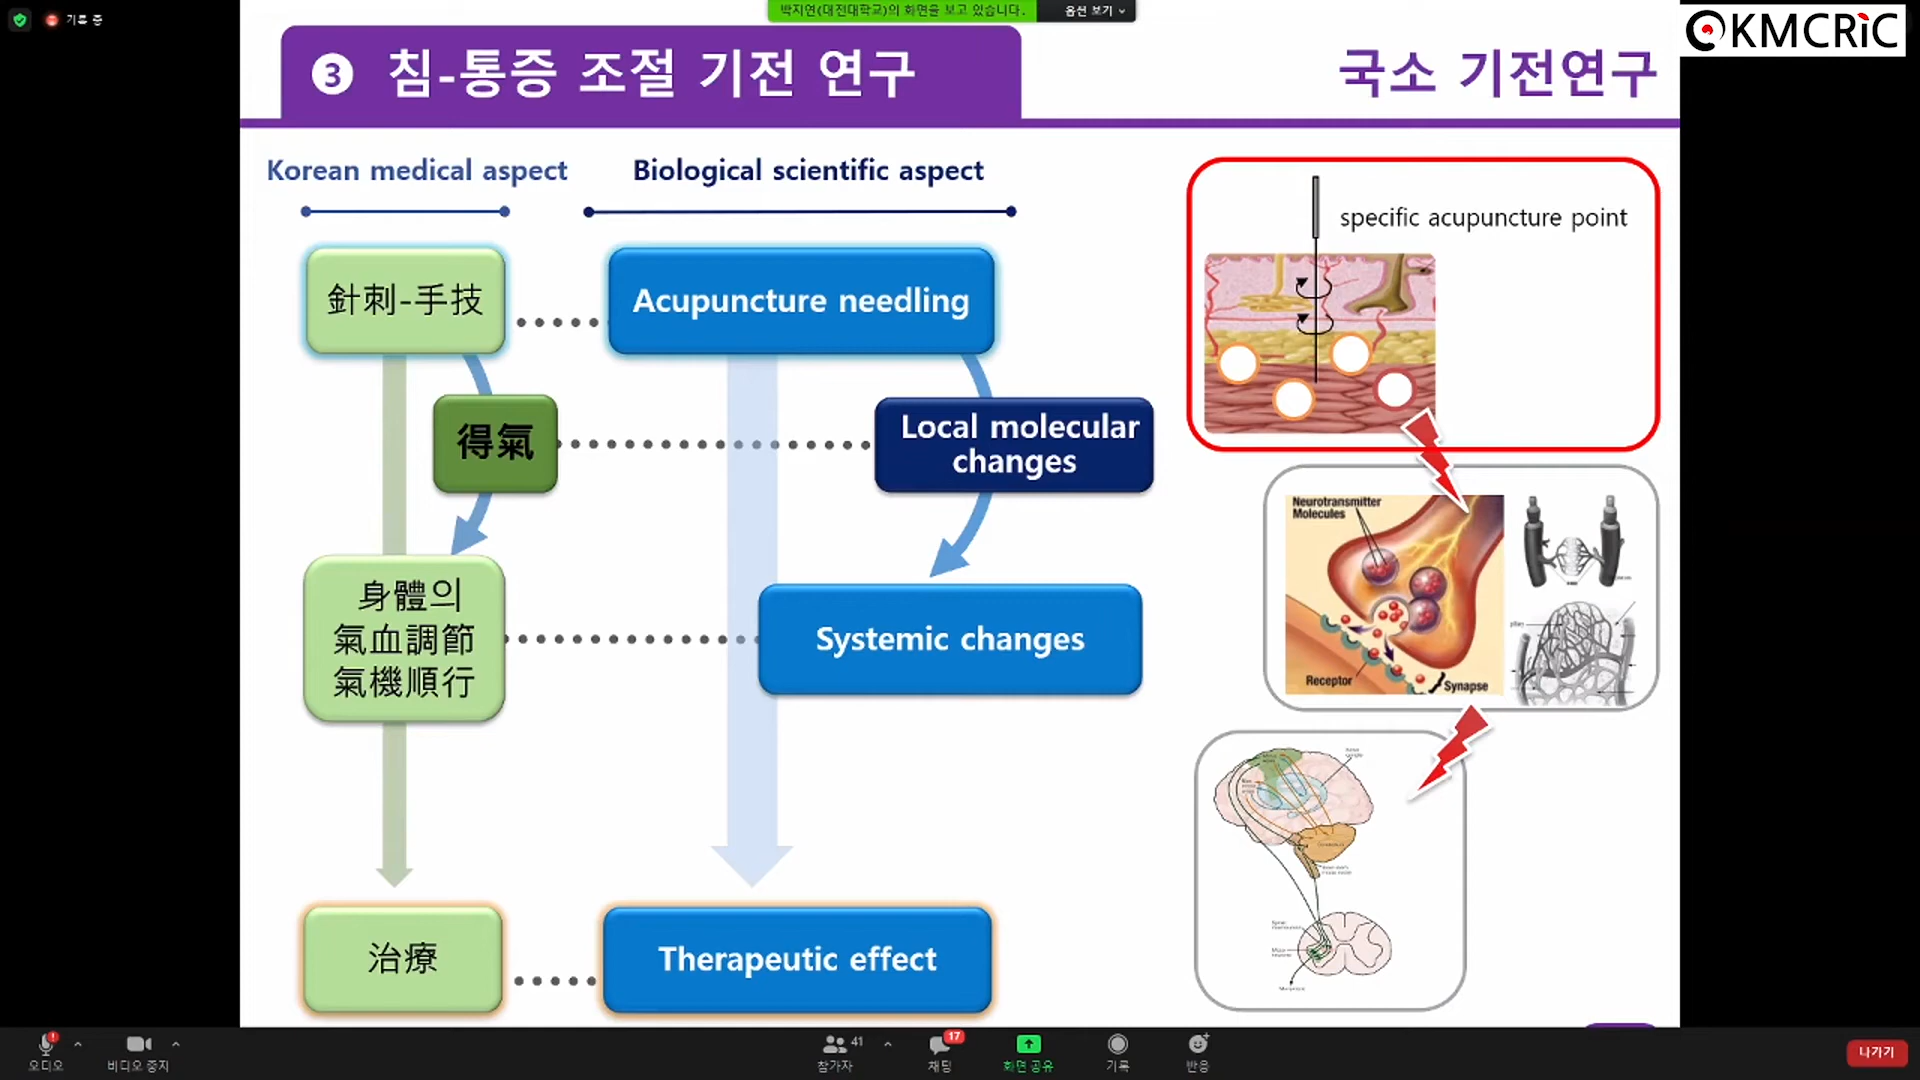 기록 중
박지연(대전대학교)의 화면을 보고 있습니다.
옵션 보기
KMCRiC
3 침-통증 조절 기전 연구
국소 기전연구
Korean medical aspect
Biological scientific aspect
針刺-手技
Acupuncture needling
specific acupuncture point
得氣
Local molecular
changes
身體의
氣血調節
氣機順行
Systemic changes
Neurotransmitter
Molecules
Receptor
Synapse
治療
Therapeutic effect
오디오
비디오 중지
참가자
41
채팅
17
화면 공유
기록
반응
나가기